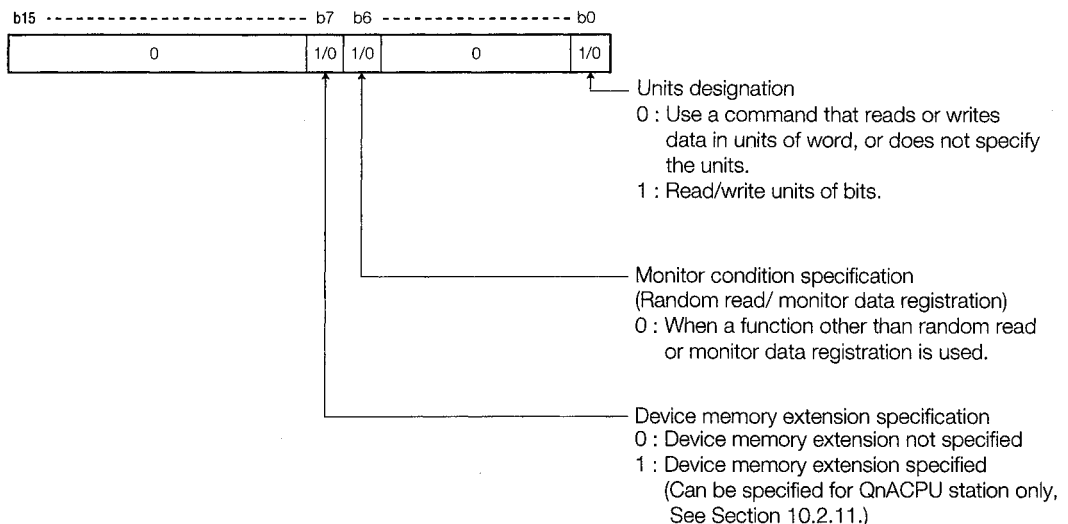 b15 b7 b6 b0
0 1/0 1/0 0 1/0
Units designation
0 : Use a command that reads or writes
data in units of word, or does not specify
the units.
1 : Read/write units of bits.
Monitor condition specification
(Random read/ monitor data registration)
0 : When a function other than random read
or monitor data registration is used.
Device memory extension specification
0 : Device memory extension not specified
1 : Device memory extension specified
(Can be specified for QnACPU station only,
See Section 10.2.11.)